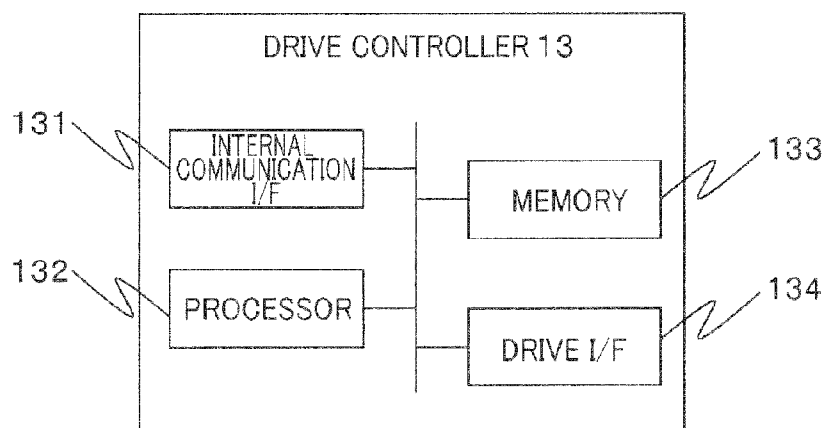 DRIVE CONTROLLER 13
131
INTERNAL
COMMUNICATION
I/F
133
MEMORY
132
PROCESSOR
134
DRIVE I/F